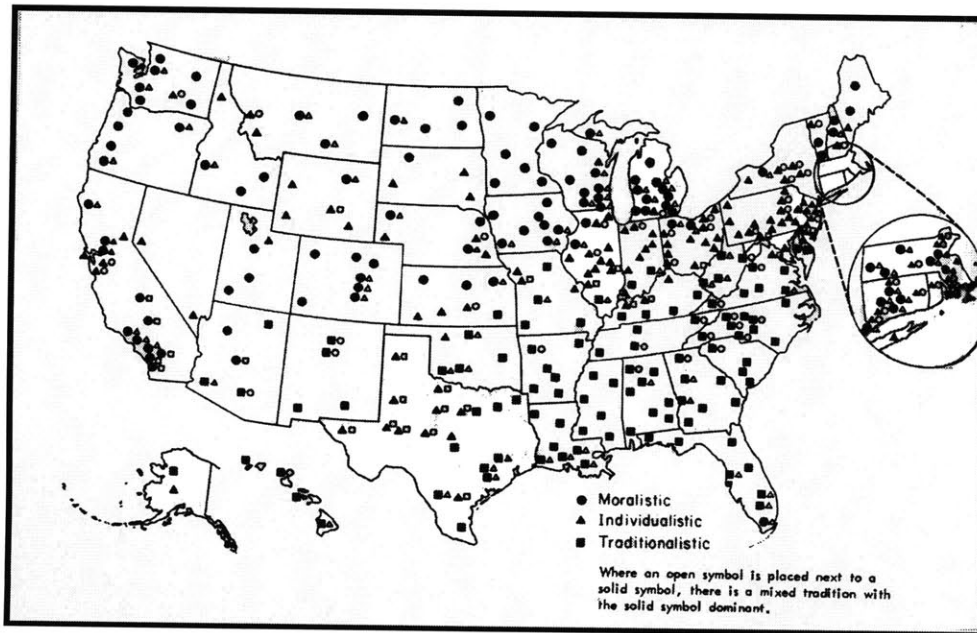 Moralistic
Individualistic
Traditionalistic
Where an open symbol is placed next to a
solid symbol, there is a mixed tradition with
the solid symbol dominant.